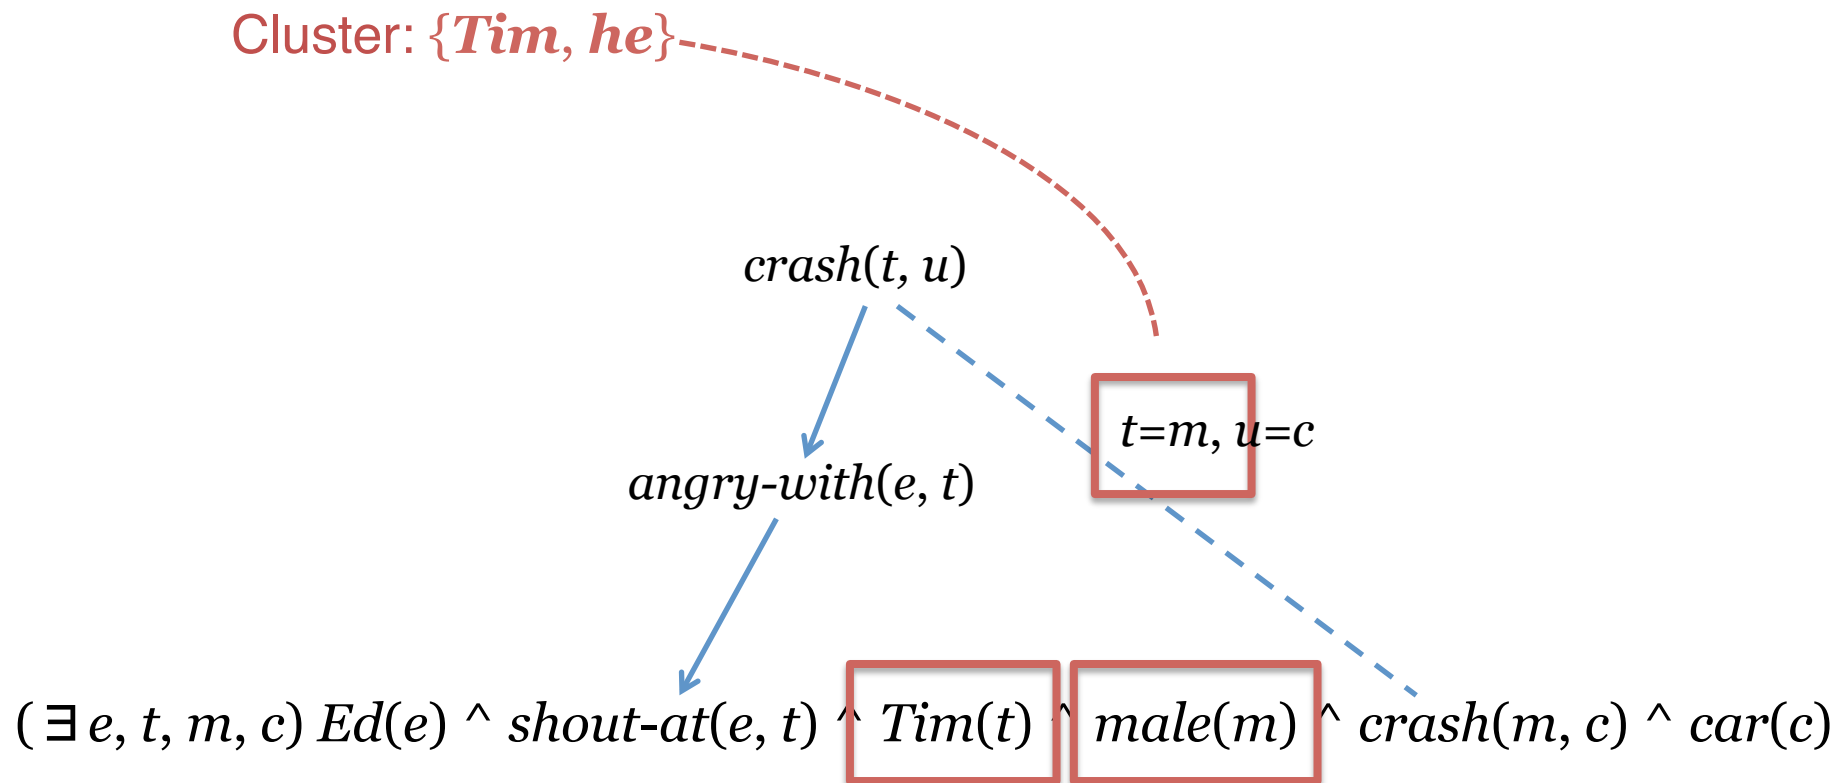 Cluster: {Tim, he}
crash(t, u)
t=m, u=c
angry-with(e, t)
(∃e, t, m, c) Ed(e) ^ shout-at(e, t) ^ Tim(t) ^ male(m) ^ crash(m, c) ^ car(c)